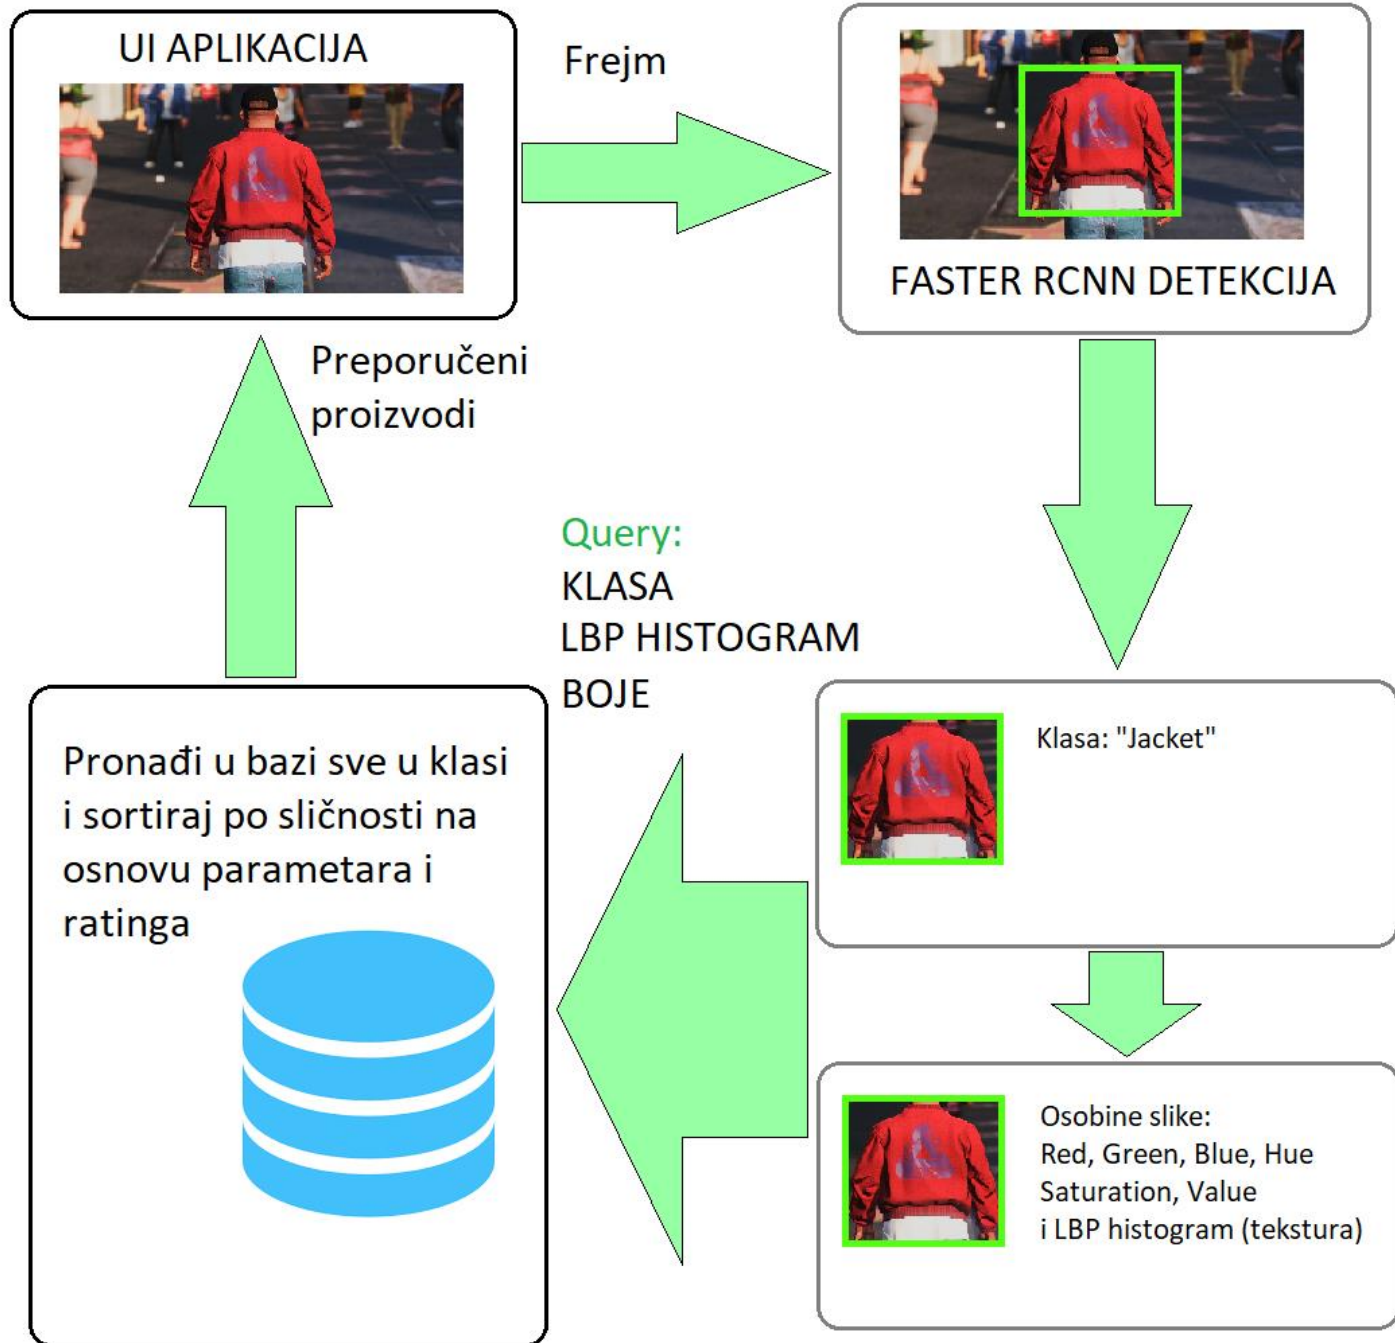 UI APLIKACIJA
Frejm
FASTER RCNN DETEKCIJA
Preporučeni
proizvodi
Query:
KLASA
LBP HISTOGRAM
BOJE
Klasa: "Jacket"
Osobine slike:
Red, Green, Blue, Hue
Saturation, Value
i LBP histogram (tekstura)
Pronađi u bazi sve u klasi
i sortiraj po sličnosti na
osnovu parametara i
ratinga